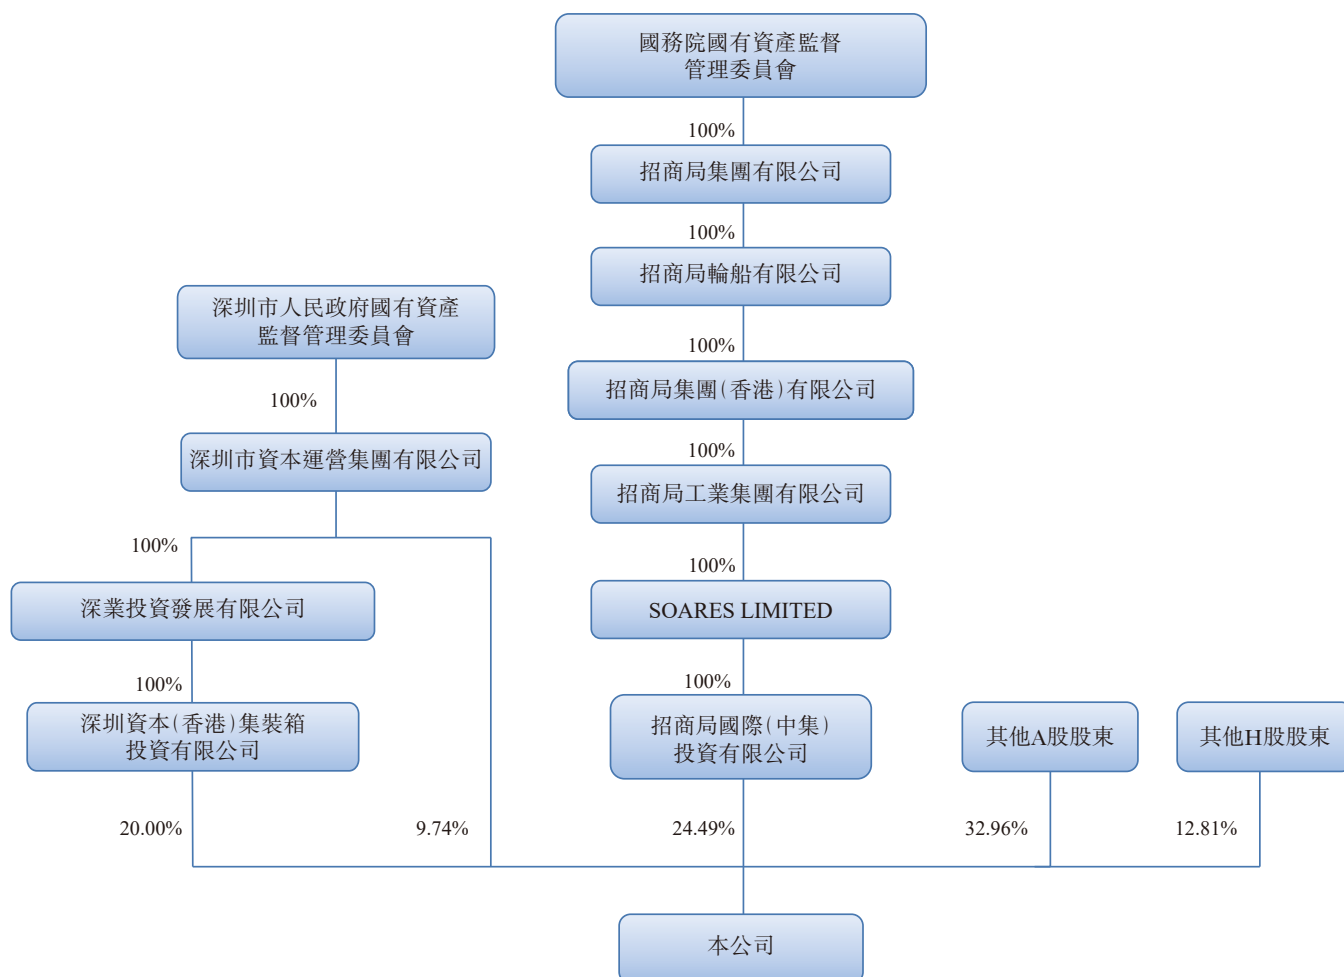 國務院國有資產監督
管理委員會
100%
招商局集團有限公司
100%
招商局輪船有限公司
深圳市人民政府國有資產
監督管理委員會
100%
招商局集團(香港)有限公司
100%
深圳市資本運營集團有限公司
100%
招商局工業集團有限公司
100%
100%
深業投資發展有限公司
SOARES LIMITED
100%
100%
深圳資本(香港)集裝箱
投資有限公司
招商局國際(中集)
投資有限公司
其他A股股東
其他H股股東
20.00%
9.74%
24.49%
32.96%
12.81%
本公司